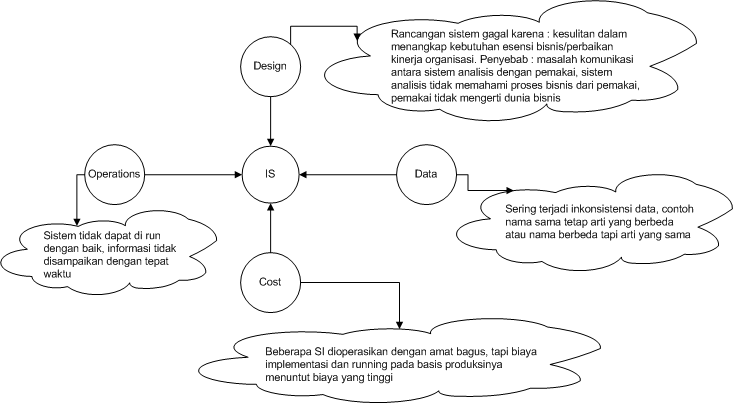 Rancangan sistem gagal karena : kesulitan dalam
menangkap kebutuhan esensi bisnis/perbaikan
kinerja organisasi. Penyebab : masalah komunikasi
antara sistem analisis dengan pemakai, sistem
analisis tidak memahami proses bisnis dari pemakai,
pemakai tidak mengerti dunia bisnis
Design
Operations
IS
Data
Sering terjadi inkonsistensi data, contoh
nama sama tetap arti yang berbeda
atau nama berbeda tapi arti yang sama
Sistem tidak dapat di run
dengan baik, informasi tidak
disampaikan dengan tepat
waktu
Cost
Beberapa SI dioperasikan dengan amat bagus, tapi biaya
implementasi dan running pada basis produksinya
menuntut biaya yang tinggi